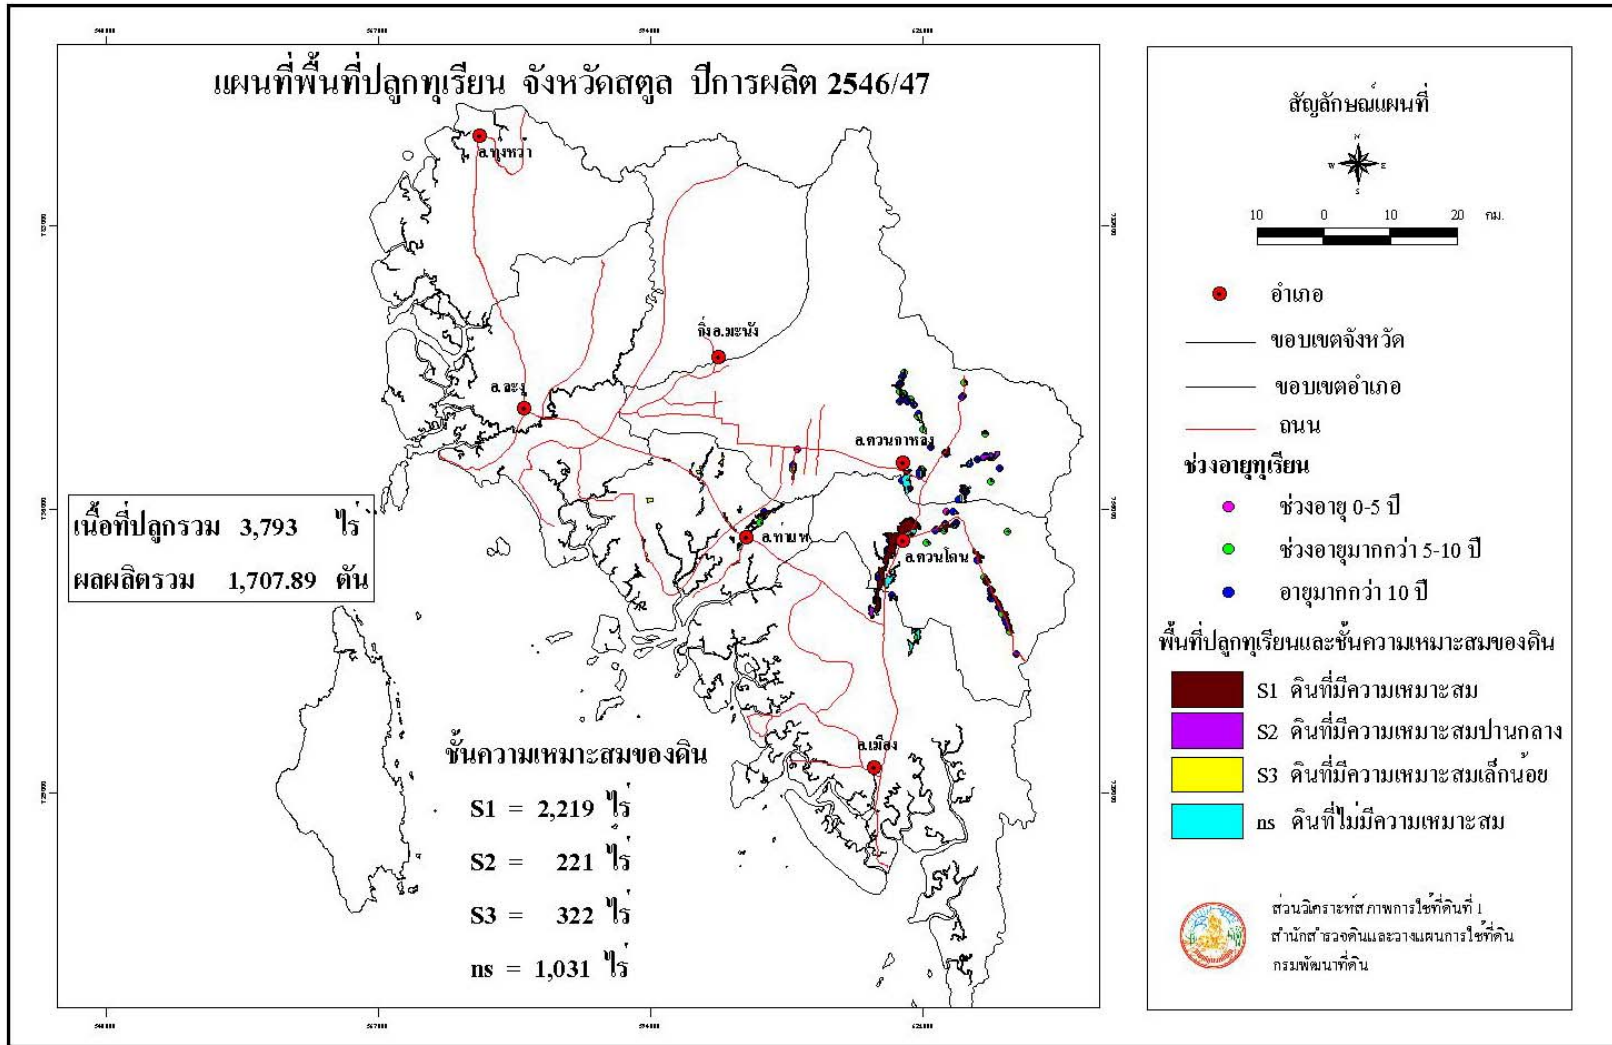 แผนที่พื้นที่ปลูกทุเรียน จังหวัดสตูล ปีการผลิต 2546/47
อ.ทุ่งหว้า
กิ่งอ.มะนัง
อ.ละงู
อ.ควนกาหลง
อ.ท่าแพ
อ.ควนโดน
อ.เมือง
เนื้อที่ปลูกรวม 3,793 ไร่
ผลผลิตรวม 1,707.89 ตัน
ชั้นความเหมาะสมของดิน
S1 = 2,219 ไร่
S2 = 221 ไร่
S3 = 322 ไร่
ns = 1,031 ไร่
สัญลักษณ์แผนที่
N
W E
S
10 0 10 20 กม.
อำเภอ
ขอบเขตจังหวัด
ขอบเขตอำเภอ
ถนน
ช่วงอายุทุเรียน
ช่วงอายุ 0-5 ปี
ช่วงอายุมากกว่า 5-10 ปี
อายุมากกว่า 10 ปี
พื้นที่ปลูกทุเรียนและชั้นความเหมาะสมของดิน
S1 ดินที่มีความเหมาะสม
S2 ดินที่มีความเหมาะสมปานกลาง
S3 ดินที่มีความเหมาะสมเล็กน้อย
ns ดินที่ไม่มีความเหมาะสม
ส่วนวิเคราะห์สภาพการใช้ที่ดินที่ 1
สำนักสำรวจดินและวางแผนการใช้ที่ดิน
กรมพัฒนาที่ดิน